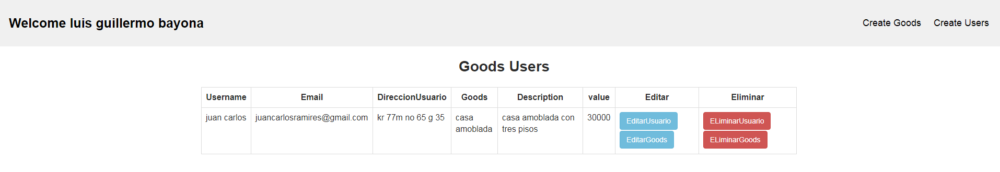 Welcome luis guillermo bayona
Create Goods
Create Users
Goods Users
Username
Email
DireccionUsuario
Goods
Description
value
Editar
Eliminar
juan carlos
juancarlosramires@gmail.com
kr 77m no 65 g 35
casa
amoblada
casa amoblada con
tres pisos
30000
EditarUsuario
EditarGoods
ELiminarUsuario
ELiminarGoods